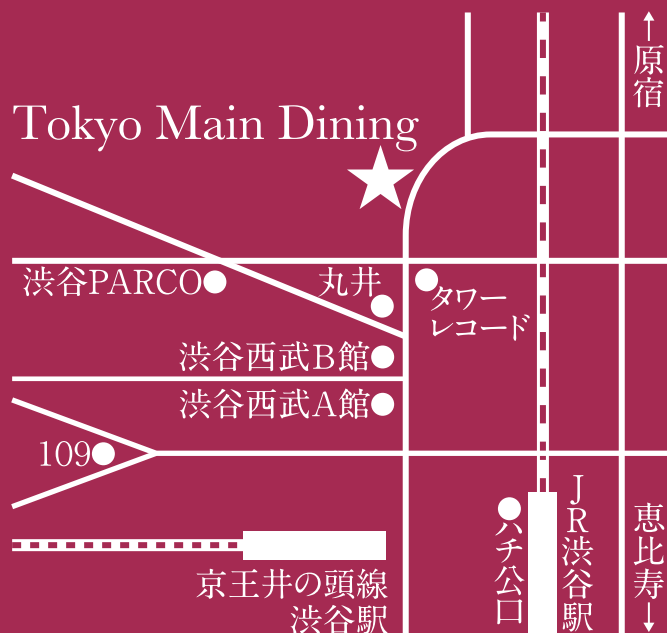 ↑原宿
Tokyo Main Dining
渋谷PARCO
丸井
タワー
レコード
渋谷西武B館
渋谷西武A館
109
京王井の頭線
渋谷駅
ハチ公口
JR渋谷駅
恵比寿↓